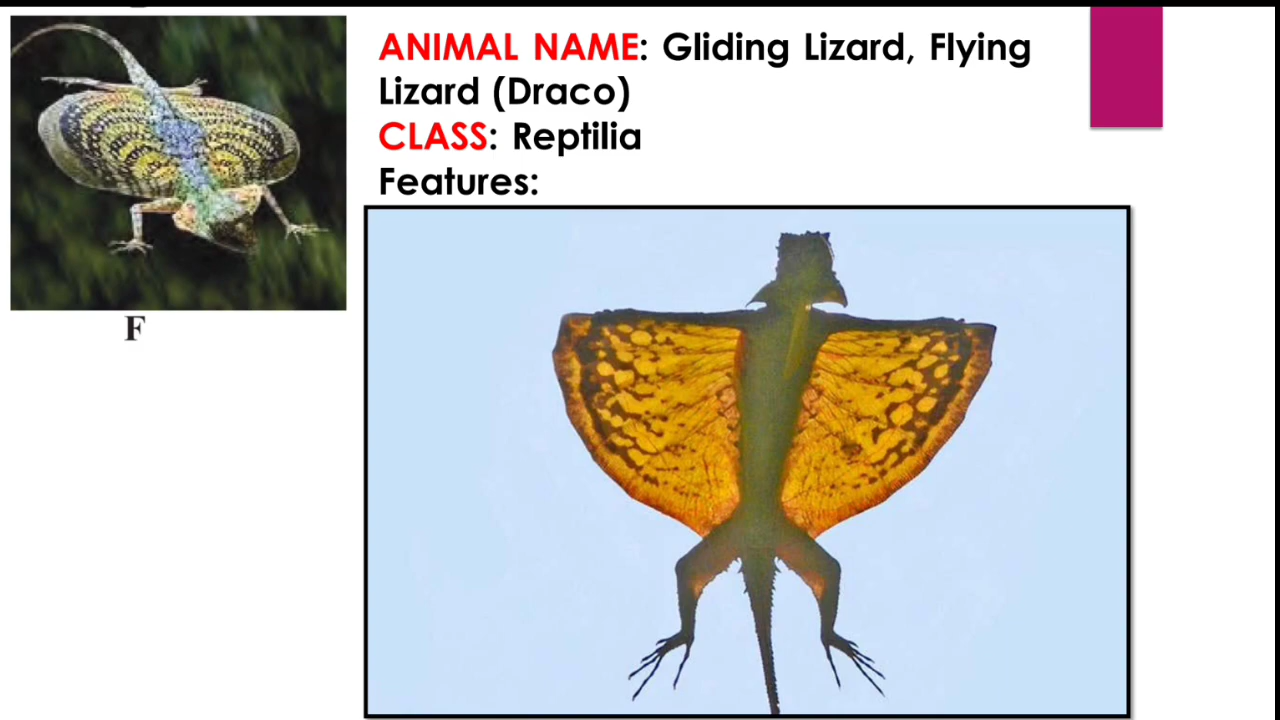 ANIMAL NAME: Gliding Lizard, Flying
Lizard (Draco)
CLASS: Reptilia
Features:
F